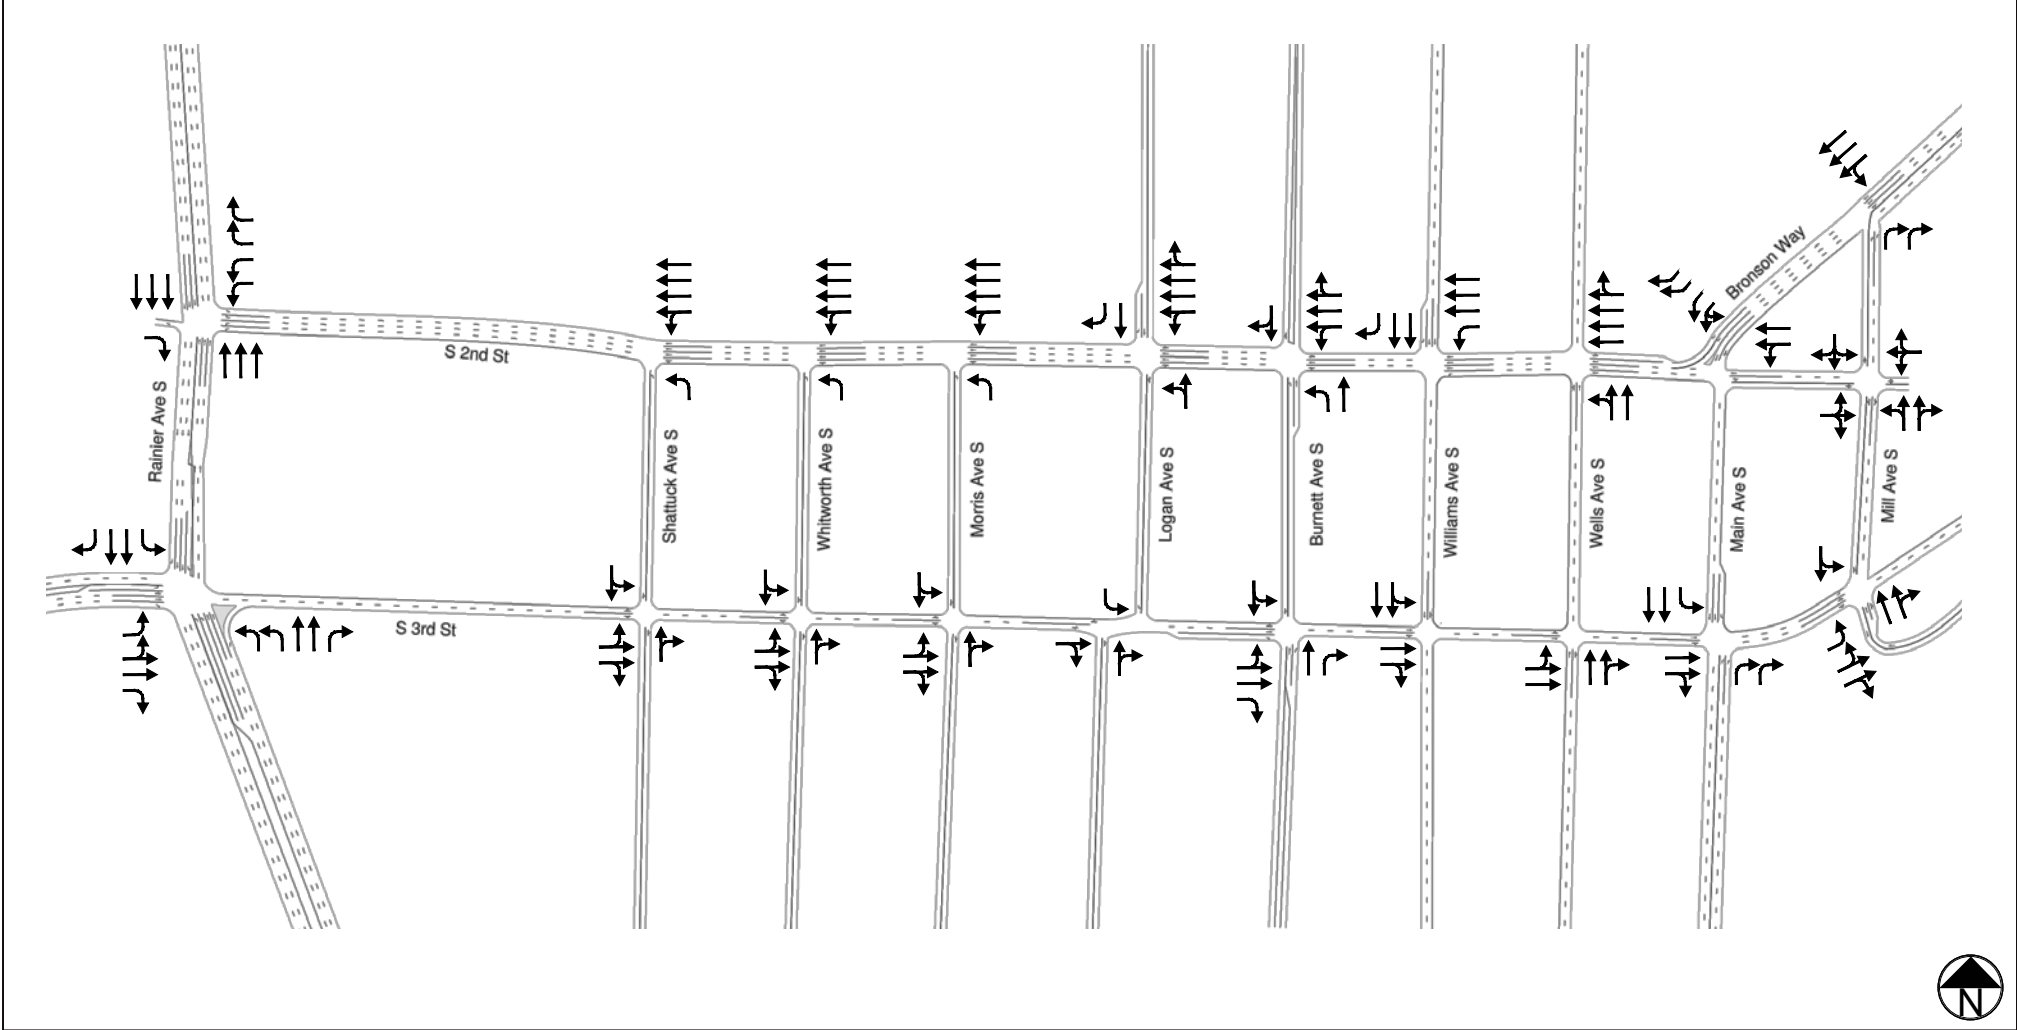 Bronson Way
S 2nd St
Rainier Ave S
Shattuck Ave S
Whitworth Ave S
Morris Ave S
Logan Ave S
Burnett Ave S
Williams Ave S
Wells Ave S
Main Ave S
Mill Ave S
S 3rd St
N